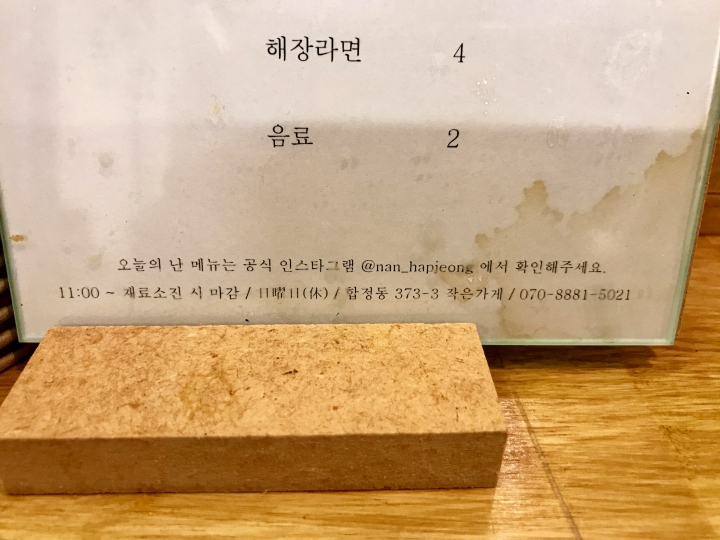 해장라면 4
음료 2
오늘의 난 메뉴는 공식 인스타그램 @nan_hapjeong 에서 확인해주세요.
11:00 ~ 재료소진 시 마감 / 日曜日(休) / 합정동 373-3 작은가게 / 070-8881-5021